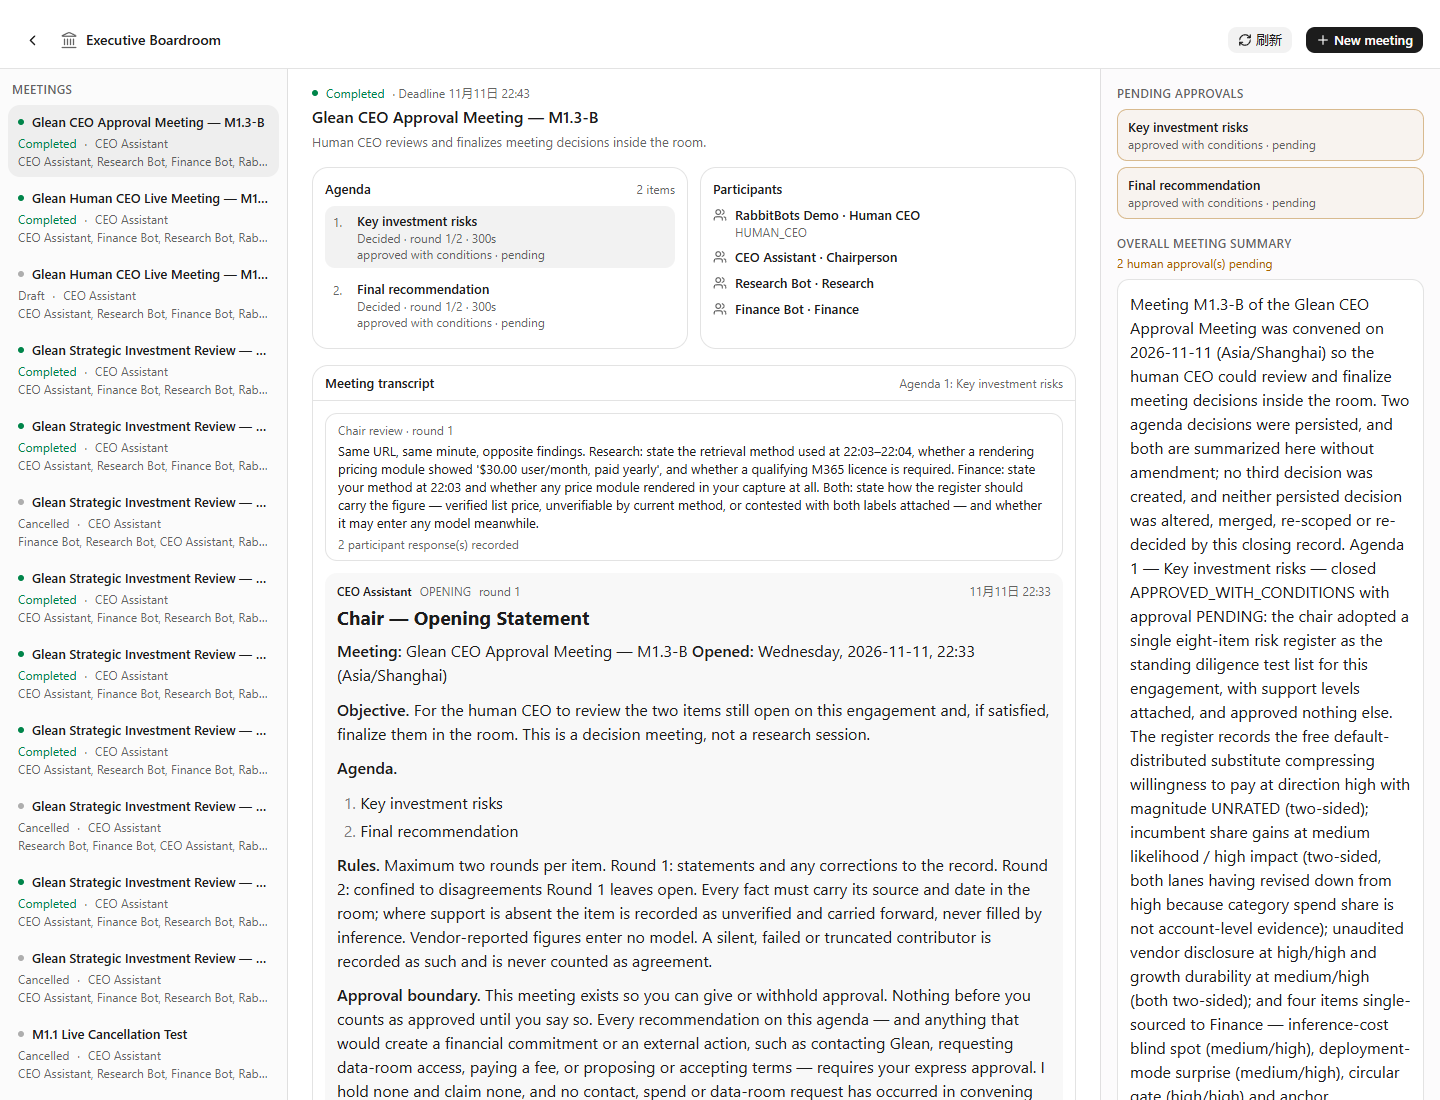 Executive Boardroom
刷新
New meeting
MEETINGS
Glean CEO Approval Meeting — M1.3-B
Completed · CEO Assistant
CEO Assistant, Research Bot, Finance Bot, Rab...
Glean Human CEO Live Meeting — M1...
Completed · CEO Assistant
CEO Assistant, Finance Bot, Research Bot, Rab...
Glean Human CEO Live Meeting — M1...
Draft · CEO Assistant
CEO Assistant, Finance Bot, Research Bot, Rab...
Glean Strategic Investment Review — ...
Completed · CEO Assistant
CEO Assistant, Finance Bot, Research Bot, Rab...
Glean Strategic Investment Review — ...
Completed · CEO Assistant
CEO Assistant, Finance Bot, Research Bot, Rab...
Glean Strategic Investment Review — ...
Cancelled · CEO Assistant
Finance Bot, Research Bot, CEO Assistant, Rab...
Glean Strategic Investment Review — ...
Completed · CEO Assistant
CEO Assistant, Finance Bot, Research Bot, Rab...
Glean Strategic Investment Review — ...
Completed · CEO Assistant
CEO Assistant, Finance Bot, Research Bot, Rab...
Glean Strategic Investment Review — ...
Completed · CEO Assistant
CEO Assistant, Research Bot, Finance Bot, Rab...
Glean Strategic Investment Review — ...
Cancelled · CEO Assistant
Research Bot, Finance Bot, CEO Assistant, Rab...
Glean Strategic Investment Review — ...
Completed · CEO Assistant
CEO Assistant, Finance Bot, Research Bot, Rab...
Glean Strategic Investment Review — ...
Cancelled · CEO Assistant
CEO Assistant, Finance Bot, Research Bot, Rab...
M1.1 Live Cancellation Test
Cancelled · CEO Assistant
CEO Assistant, Research Bot, Finance Bot, Rab...
Completed · Deadline 11月11日 22:43
Glean CEO Approval Meeting — M1.3-B
Human CEO reviews and finalizes meeting decisions inside the room.
Agenda 2 items
1. Key investment risks
Decided · round 1/2 · 300s
approved with conditions · pending
2. Final recommendation
Decided · round 1/2 · 300s
approved with conditions · pending
Participants
RabbitBots Demo · Human CEO
HUMAN_CEO
CEO Assistant · Chairperson
Research Bot · Research
Finance Bot · Finance
Meeting transcript Agenda 1: Key investment risks
Chair review · round 1
Same URL, same minute, opposite findings. Research: state the retrieval method used at 22:03–22:04, whether a rendering
pricing module showed '$30.00 user/month, paid yearly', and whether a qualifying M365 licence is required. Finance: state
your method at 22:03 and whether any price module rendered in your capture at all. Both: state how the register should
carry the figure — verified list price, unverifiable by current method, or contested with both labels attached — and whether
it may enter any model meanwhile.
2 participant response(s) recorded
CEO Assistant OPENING round 1 11月11日 22:33
Chair — Opening Statement
Meeting: Glean CEO Approval Meeting — M1.3-B Opened: Wednesday, 2026-11-11, 22:33
(Asia/Shanghai)
Objective. For the human CEO to review the two items still open on this engagement and, if satisfied,
finalize them in the room. This is a decision meeting, not a research session.
Agenda.
1. Key investment risks
2. Final recommendation
Rules. Maximum two rounds per item. Round 1: statements and any corrections to the record. Round
2: confined to disagreements Round 1 leaves open. Every fact must carry its source and date in the
room; where support is absent the item is recorded as unverified and carried forward, never filled by
inference. Vendor-reported figures enter no model. A silent, failed or truncated contributor is
recorded as such and is never counted as agreement.
Approval boundary. This meeting exists so you can give or withhold approval. Nothing before you
counts as approved until you say so. Every recommendation on this agenda — and anything that
would create a financial commitment or an external action, such as contacting Glean, requesting
data-room access, paying a fee, or proposing or accepting terms — requires your express approval. I
hold none and claim none, and no contact, spend or data-room request has occurred in convening
PENDING APPROVALS
Key investment risks
approved with conditions · pending
Final recommendation
approved with conditions · pending
OVERALL MEETING SUMMARY
2 human approval(s) pending
Meeting M1.3-B of the Glean CEO
Approval Meeting was convened on
2026-11-11 (Asia/Shanghai) so the
human CEO could review and finalize
meeting decisions inside the room. Two
agenda decisions were persisted, and
both are summarized here without
amendment; no third decision was
created, and neither persisted decision
was altered, merged, re-scoped or re-
decided by this closing record. Agenda
1 — Key investment risks — closed
APPROVED_WITH_CONDITIONS with
approval PENDING: the chair adopted a
single eight-item risk register as the
standing diligence test list for this
engagement, with support levels
attached, and approved nothing else.
The register records the free default-
distributed substitute compressing
willingness to pay at direction high with
magnitude UNRATED (two-sided);
incumbent share gains at medium
likelihood / high impact (two-sided,
both lanes having revised down from
high because category spend share is
not account-level evidence); unaudited
vendor disclosure at high/high and
growth durability at medium/high
(both two-sided); and four items single-
sourced to Finance — inference-cost
blind spot (medium/high), deployment-
mode surprise (medium/high), circular
gate (high/high) and anchor